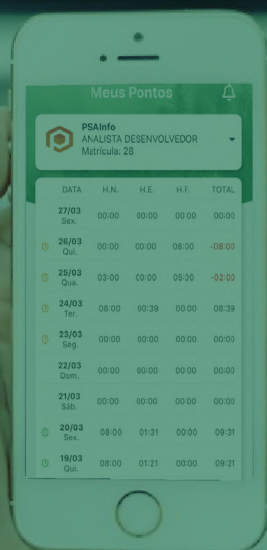 Meus Pontos
PSAInfo
ANALISTA DESENVOLVEDOR
Matrícula: 28
DATA H.N. H.E. H.F. TOTAL
27/03 00:00 00:00 00:00 00:00
Sex.
26/03 00:00 00:00 08:00 -08:00
Qui.
25/03 03:00 00:00 05:00 -02:00
Qua.
24/03 08:00 00:39 00:00 08:39
Ter.
23/03 00:00 00:00 00:00 00:00
Seg.
22/03 00:00 00:00 00:00 00:00
Dom.
21/03 00:00 00:00 00:00 00:00
Sáb.
20/03 08:00 01:31 00:00 09:31
Sex.
19/03 08:00 01:21 00:00 09:21
Qui.